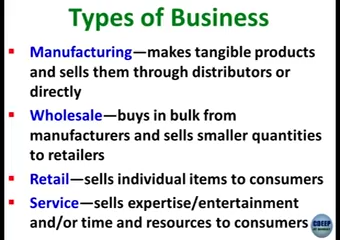 Types of Business
Manufacturing—makes tangible products
and sells them through distributors or
directly
Wholesale—buys in bulk from
manufacturers and sells smaller quantities
to retailers
Retail—sells individual items to consumers
Service—sells expertise/entertainment
and/or time and resources to consumers
CDEEP